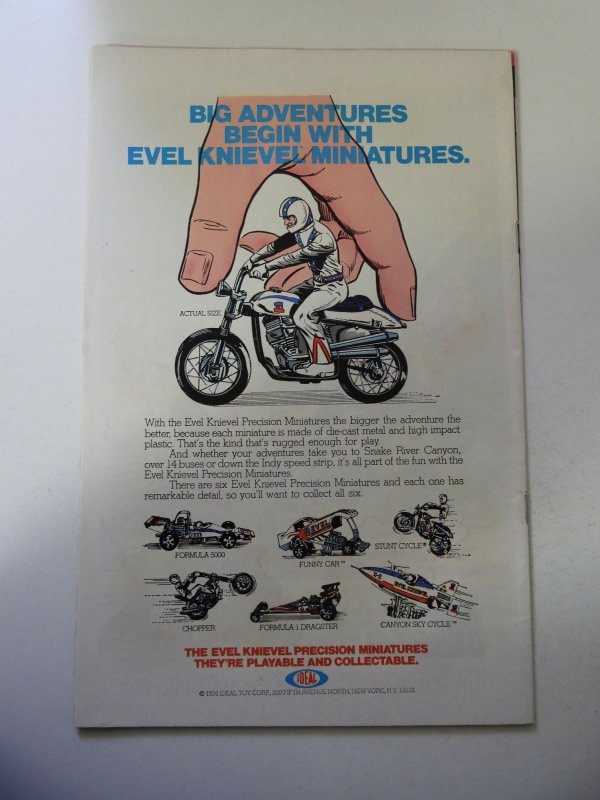 BIG ADVENTURES
BEGIN WITH
EVEL KNIEVEL MINIATURES.
ACTUAL SIZE
With the Evel Knievel Precision Miniatures the bigger the adventure the
better, because each miniature is made of die-cast metal and high impact
plastic. That's the kind that's rugged enough for play.
And whether your adventures take you to Snake River Canyon,
over 14 buses or down the Indy speed strip, it's all part of the fun with the
Evel Knievel Precision Miniatures.
There are six Evel Knievel Precision Miniatures and each one has
remarkable detail, so you'll want to collect all six.
FORMULA 5000
EVEL
FUNNY CAR™
STUNT CYCLE®
CHOPPER
FORMULA 1 DRAGSTER
X-2
EVEL KNIEVEL
CANYON SKY CYCLE™
THE EVEL KNIEVEL PRECISION MINIATURES
THEY'RE PLAYABLE AND COLLECTABLE.
IDEAL
© 1976 IDEAL TOY CORP., 200 FIFTH AVENUE NORTH, NEW YORK, N.Y. 10010.